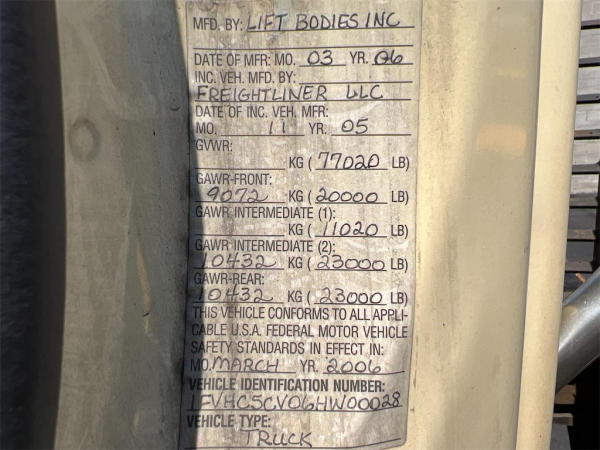 MFD. BY: LIFT BODIES INC
DATE OF MFR: MO. 03 YR. 06
INC. VEH. MFD. BY:
FREIGHTLINER LLC
DATE OF INC. VEH. MFR:
MO. 11 YR. 05
GVWR:
KG ( 77020 LB)
GAWR-FRONT:
9072 KG ( 20000 LB)
GAWR INTERMEDIATE (1):
KG ( 11020 LB)
GAWR INTERMEDIATE (2):
10432 KG ( 23000 LB)
GAWR-REAR:
10432 KG ( 23000 LB)
THIS VEHICLE CONFORMS TO ALL APPLI-
CABLE U.S.A. FEDERAL MOTOR VEHICLE
SAFETY STANDARDS IN EFFECT IN:
MO. MARCH YR. 2006
VEHICLE IDENTIFICATION NUMBER:
1FVHC5CV06HW00028
VEHICLE TYPE:
TRUCK